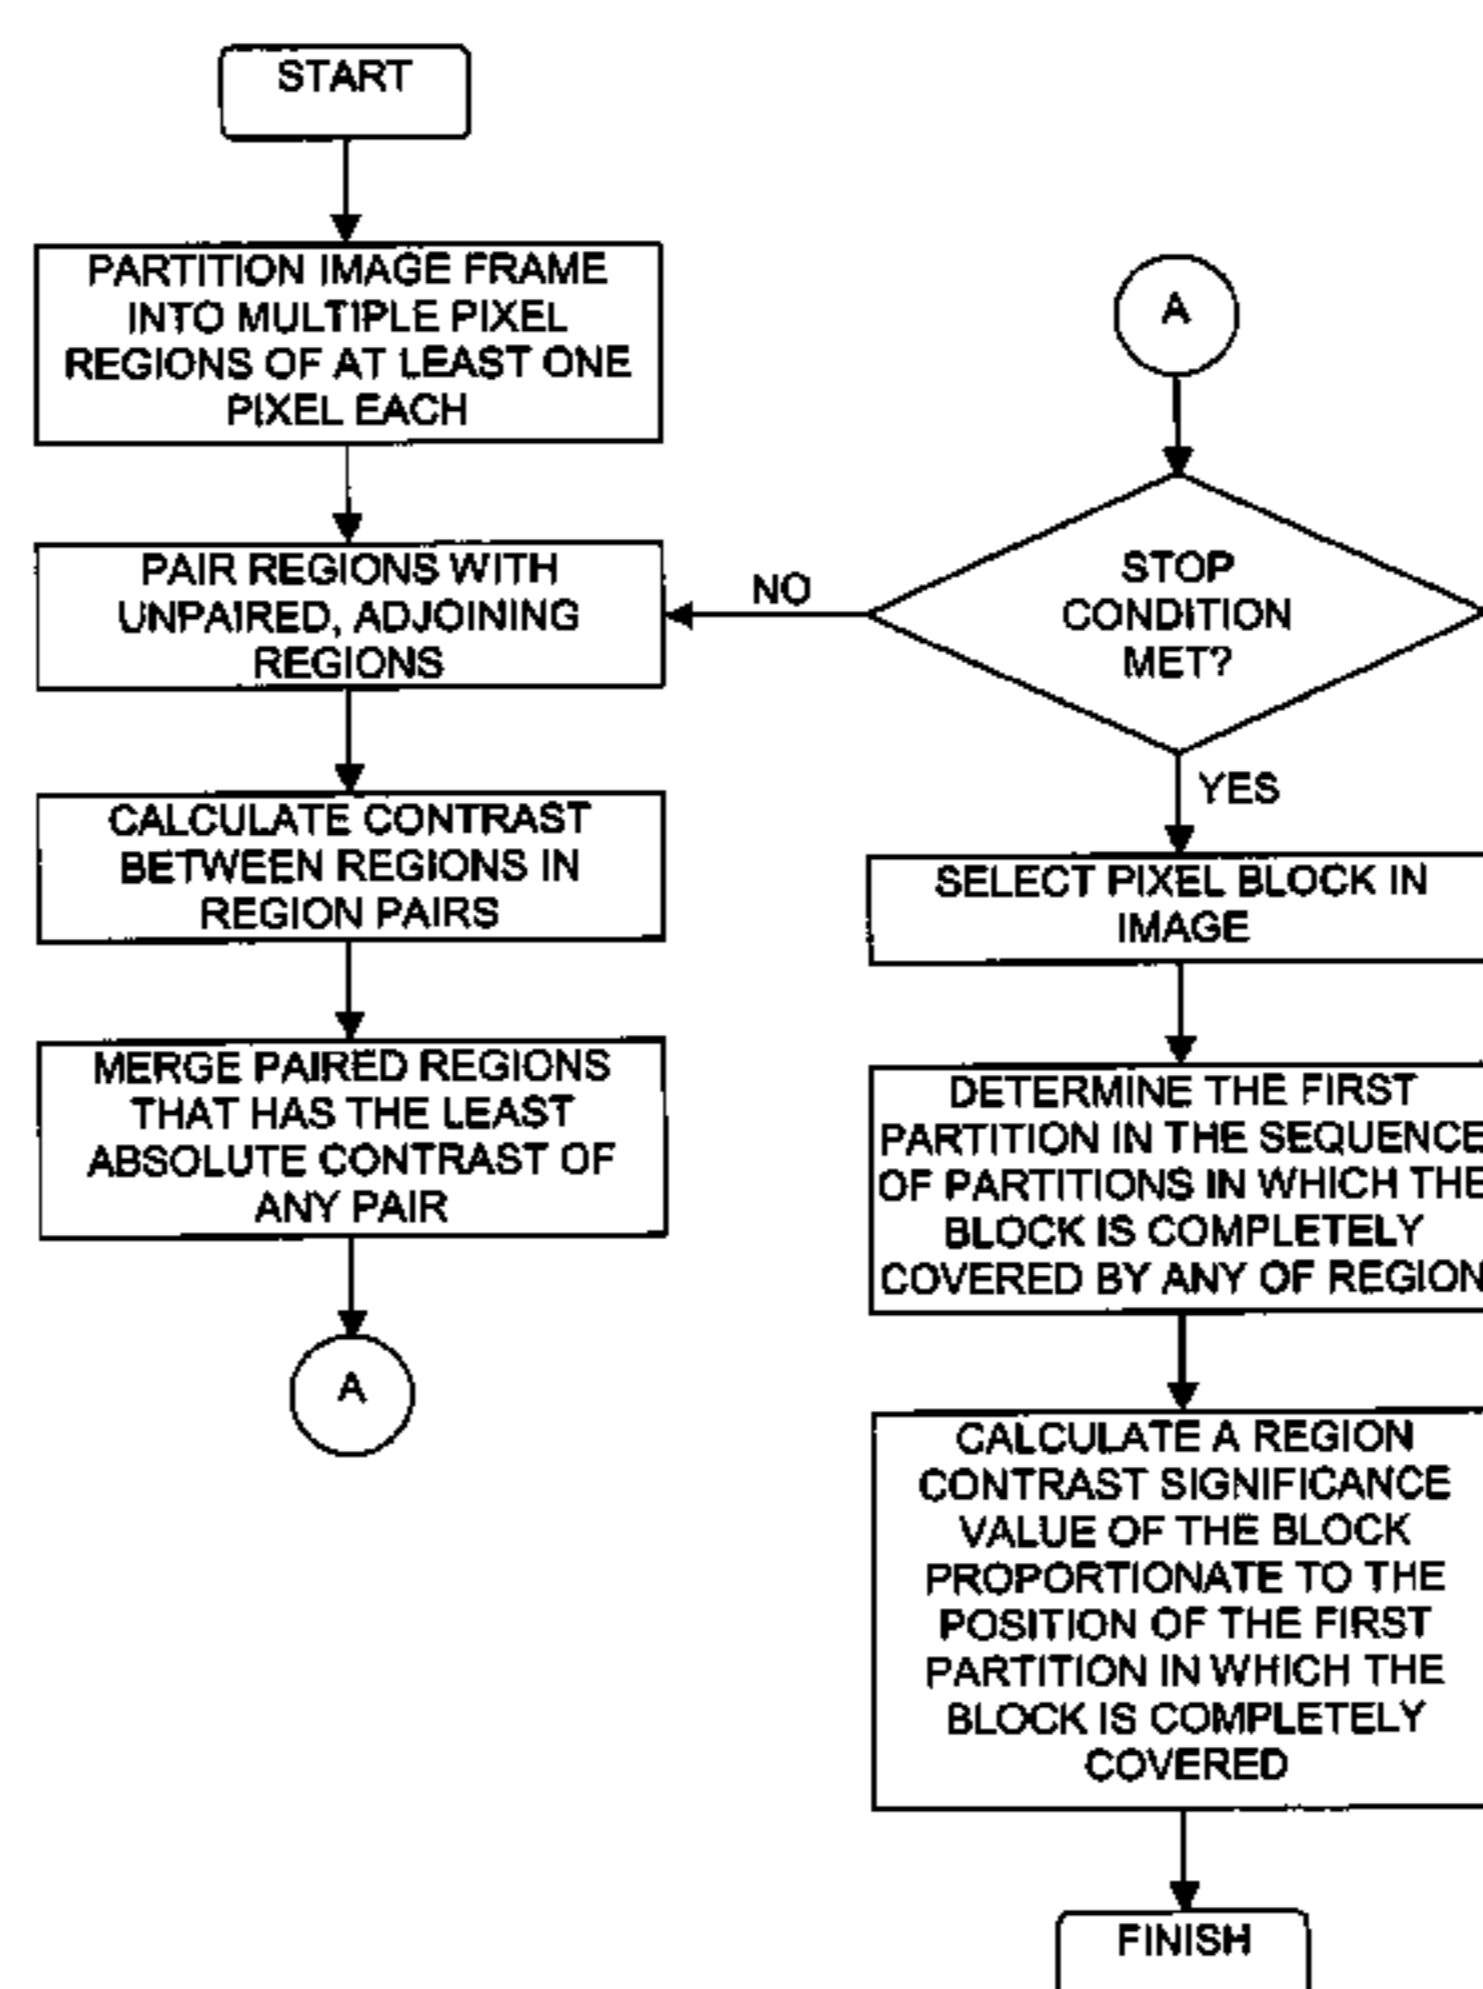 START
PARTITION IMAGE FRAME
INTO MULTIPLE PIXEL
REGIONS OF AT LEAST ONE
PIXEL EACH
PAIR REGIONS WITH
UNPAIRED, ADJOINING
REGIONS
CALCULATE CONTRAST
BETWEEN REGIONS IN
REGION PAIRS
MERGE PAIRED REGIONS
THAT HAS THE LEAST
ABSOLUTE CONTRAST OF
ANY PAIR
A
A
STOP
CONDITION
MET?
NO
YES
SELECT PIXEL BLOCK IN
IMAGE
DETERMINE THE FIRST
PARTITION IN THE SEQUENCE
OF PARTITIONS IN WHICH THE
BLOCK IS COMPLETELY
COVERED BY ANY OF REGION
CALCULATE A REGION
CONTRAST SIGNIFICANCE
VALUE OF THE BLOCK
PROPORTIONATE TO THE
POSITION OF THE FIRST
PARTITION IN WHICH THE
BLOCK IS COMPLETELY
COVERED
FINISH